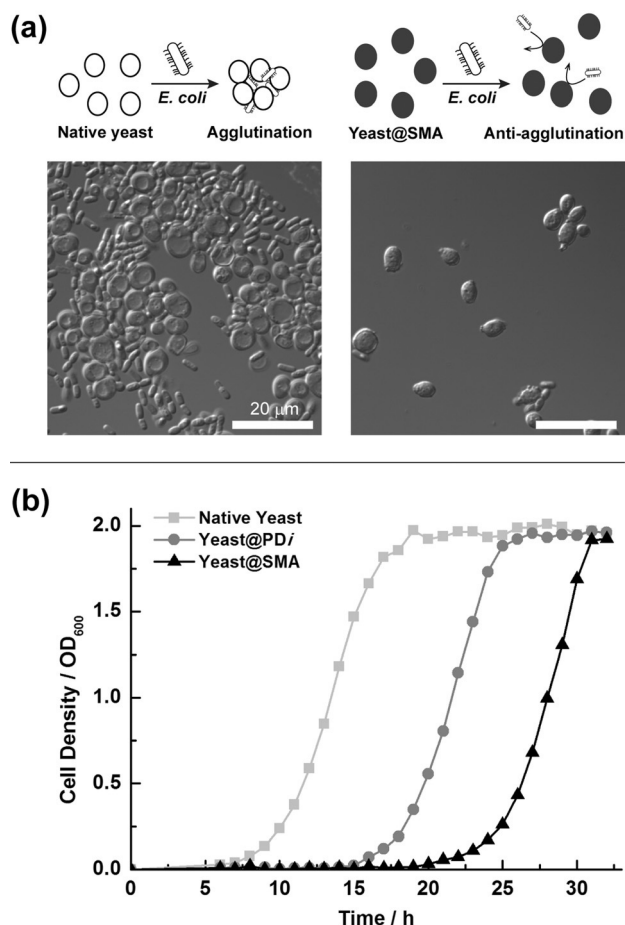 (a)
E. coli
Native yeast
Agglutination
E. coli
Yeast@SMA
Anti-agglutination
20 μm
(b)
Native Yeast
Yeast@PDi
Yeast@SMA
2.0
1.5
1.0
0.5
0.0
Cell Density / OD600
0 5 10 15 20 25 30
Time / h